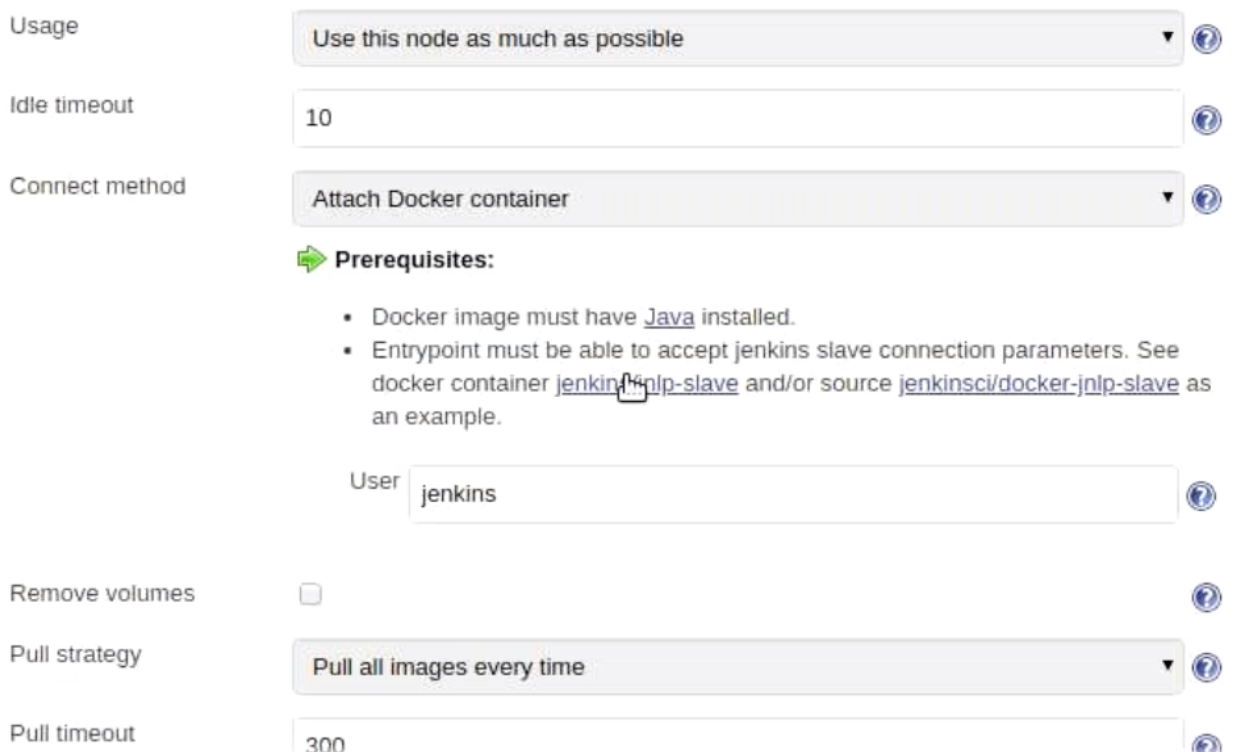 Usage
Use this node as much as possible
Idle timeout
10
Connect method
Attach Docker container
Prerequisites:
• Docker image must have Java installed.
• Entrypoint must be able to accept jenkins slave connection parameters. See
docker container jenkins/jnlp-slave and/or source jenkinsci/docker-jnlp-slave as
an example.
User
jenkins
Remove volumes
Pull strategy
Pull all images every time
Pull timeout
300